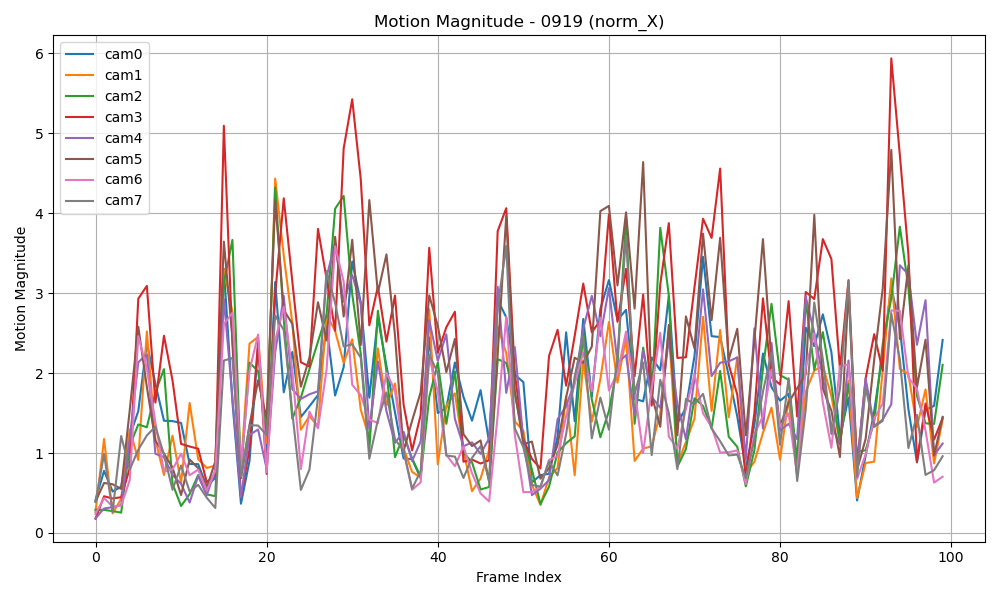 Motion Magnitude - 0919 (norm_X)
cam0
cam1
cam2
cam3
cam4
cam5
cam6
cam7
Motion Magnitude
6
5
4
3
2
1
0
0
20
40
60
80
100
Frame Index